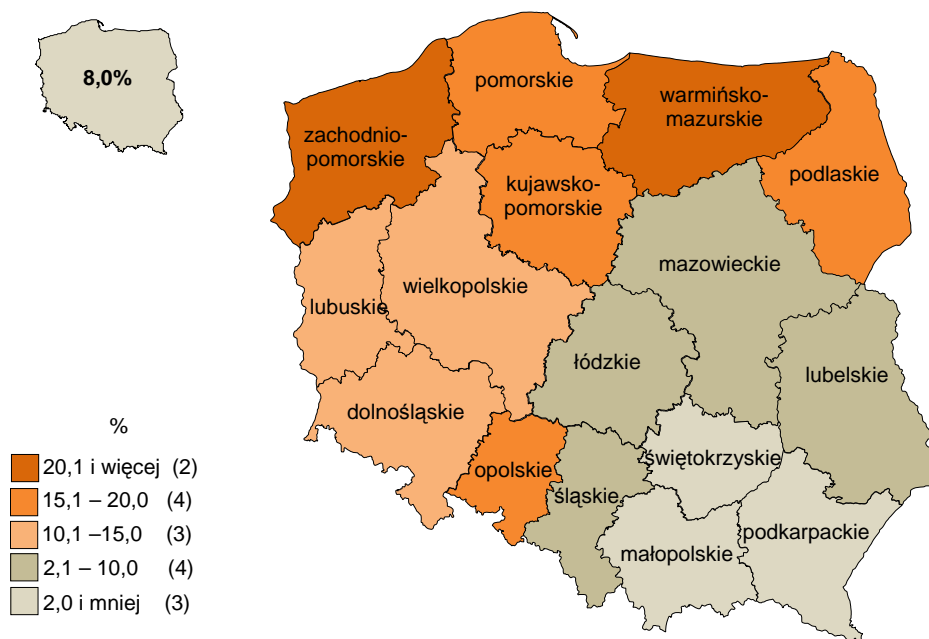 8,0%
pomorskie
warmińsko-
mazurskie
zachodnio-
pomorskie
podlaskie
kujawsko-
pomorskie
mazowieckie
wielkopolskie
lubuskie
łódzkie
lubelskie
dolnośląskie
opolskie
świętokrzyskie
śląskie
podkarpackie
małopolskie
%
20,1 i więcej (2)
15,1 – 20,0 (4)
10,1 –15,0 (3)
2,1 – 10,0 (4)
2,0 i mniej (3)